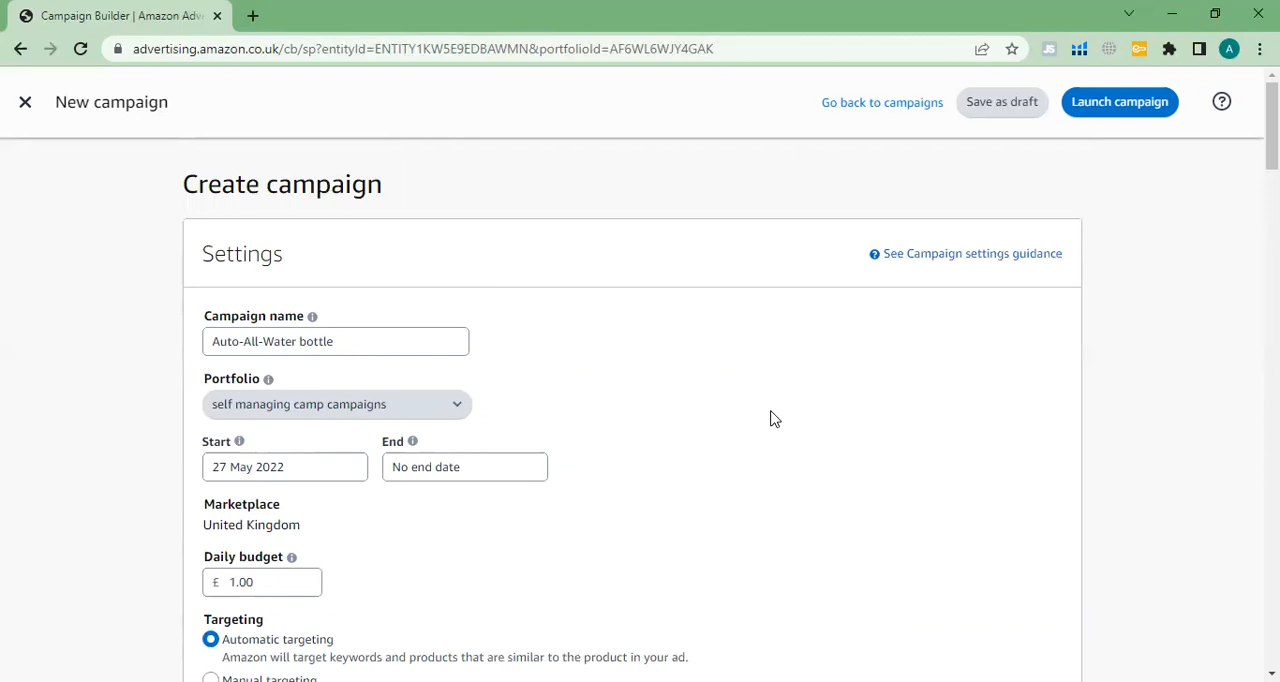 Campaign Builder | Amazon Adv
advertising.amazon.co.uk/cb/sp?entityId=ENTITY1KW5E9EDBAWMN&portfolioId=AF6WL6WJY4GAK
JS
A
New campaign
Go back to campaigns
Save as draft
Launch campaign
Create campaign
Settings
See Campaign settings guidance
Campaign name
Auto-All-Water bottle
Portfolio
self managing camp campaigns
Start
End
27 May 2022
No end date
Marketplace
United Kingdom
Daily budget
£ 1.00
Targeting
Automatic targeting
Amazon will target keywords and products that are similar to the product in your ad.
Manual targeting